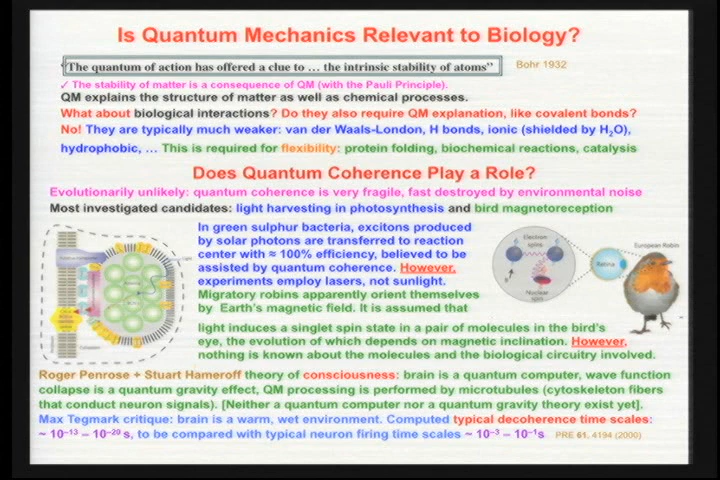 Is Quantum Mechanics Relevant to Biology?
"The quantum of action has offered a clue to … the intrinsic stability of atoms" Bohr 1932
✓ The stability of matter is a consequence of QM (with the Pauli Principle).
QM explains the structure of matter as well as chemical processes.
What about biological interactions? Do they also require QM explanation, like covalent bonds?
No! They are typically much weaker: van der Waals-London, H bonds, ionic (shielded by H₂O),
hydrophobic, … This is required for flexibility: protein folding, biochemical reactions, catalysis
Does Quantum Coherence Play a Role?
Evolutionarily unlikely: quantum coherence is very fragile, fast destroyed by environmental noise
Most investigated candidates: light harvesting in photosynthesis and bird magnetoreception
In green sulphur bacteria, excitons produced
by solar photons are transferred to reaction
center with ≈ 100% efficiency, believed to be
assisted by quantum coherence. However,
experiments employ lasers, not sunlight.
Light
Electron
spins
B
Nuclear
spin
Retina
European Robin
Migratory robins apparently orient themselves
by Earth's magnetic field. It is assumed that
light induces a singlet spin state in a pair of molecules in the bird's
eye, the evolution of which depends on magnetic inclination. However,
nothing is known about the molecules and the biological circuitry involved.
Roger Penrose + Stuart Hameroff theory of consciousness: brain is a quantum computer, wave function
collapse is a quantum gravity effect, QM processing is performed by microtubules (cytoskeleton fibers
that conduct neuron signals). [Neither a quantum computer nor a quantum gravity theory exist yet].
Max Tegmark critique: brain is a warm, wet environment. Computed typical decoherence time scales:
~ 10⁻¹³ – 10⁻²⁰ s, to be compared with typical neuron firing time scales ~ 10⁻³ – 10⁻¹s PRE 61, 4194 (2000)